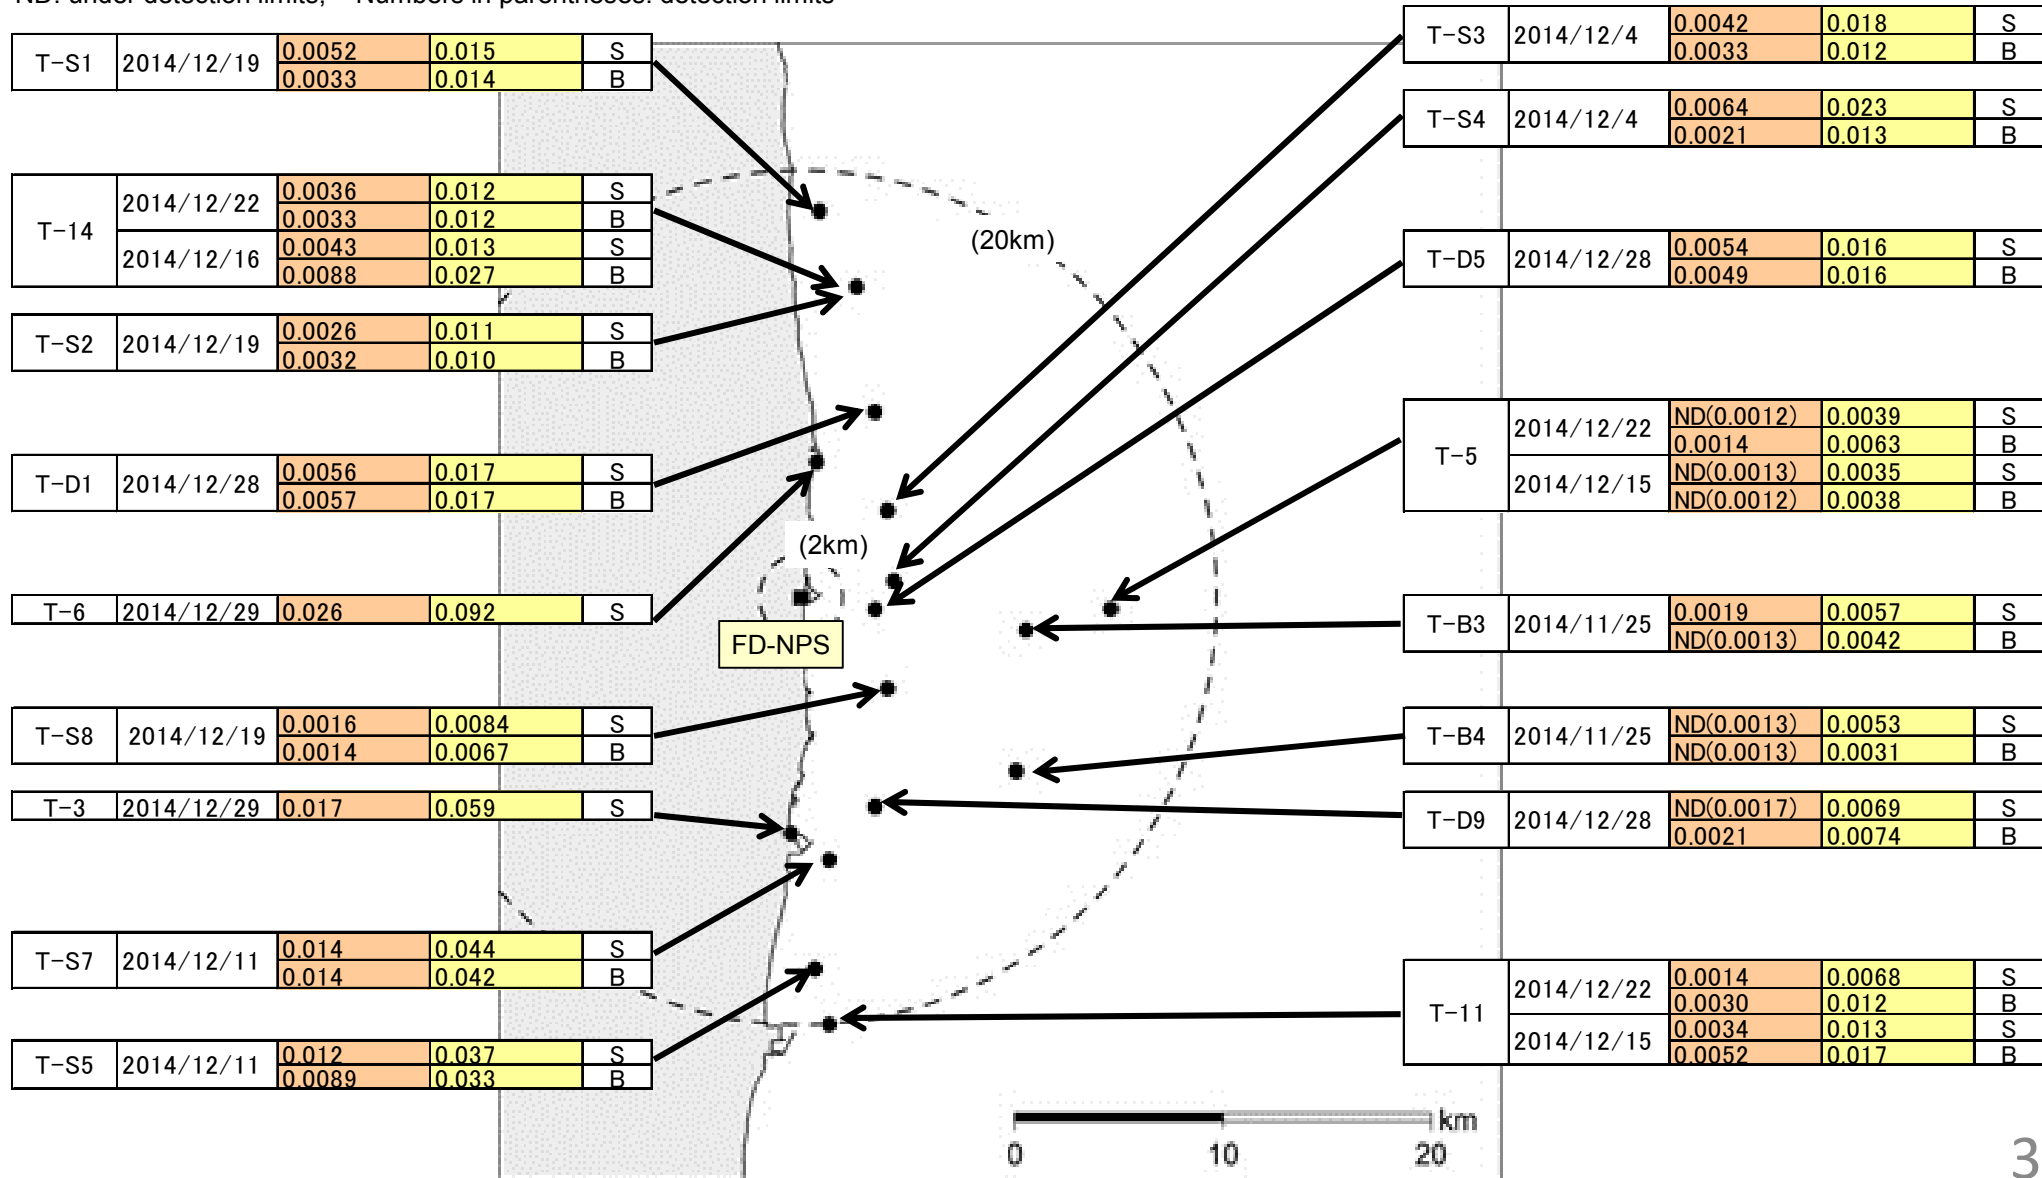 ND: under detection limits, Numbers in parentheses: detection limits
T-S1 2014/12/19 0.0052 0.015 S
0.0033 0.014 B
T-14 2014/12/22 0.0036 0.012 S
0.0033 0.012 B
2014/12/16 0.0043 0.013 S
0.0088 0.027 B
T-S2 2014/12/19 0.0026 0.011 S
0.0032 0.010 B
T-D1 2014/12/28 0.0056 0.017 S
0.0057 0.017 B
T-6 2014/12/29 0.026 0.092 S
T-S8 2014/12/19 0.0016 0.0084 S
0.0014 0.0067 B
T-3 2014/12/29 0.017 0.059 S
T-S7 2014/12/11 0.014 0.044 S
0.014 0.042 B
T-S5 2014/12/11 0.012 0.037 S
0.0089 0.033 B
(20km)
(2km)
FD-NPS
T-S3 2014/12/4 0.0042 0.018 S
0.0033 0.012 B
T-S4 2014/12/4 0.0064 0.023 S
0.0021 0.013 B
T-D5 2014/12/28 0.0054 0.016 S
0.0049 0.016 B
T-5 2014/12/22 ND(0.0012) 0.0039 S
0.0014 0.0063 B
2014/12/15 ND(0.0013) 0.0035 S
ND(0.0012) 0.0038 B
T-B3 2014/11/25 0.0019 0.0057 S
ND(0.0013) 0.0042 B
T-B4 2014/11/25 ND(0.0013) 0.0053 S
ND(0.0013) 0.0031 B
T-D9 2014/12/28 ND(0.0017) 0.0069 S
0.0021 0.0074 B
T-11 2014/12/22 0.0014 0.0068 S
0.0030 0.012 B
2014/12/15 0.0034 0.013 S
0.0052 0.017 B
km
0 10 20
3